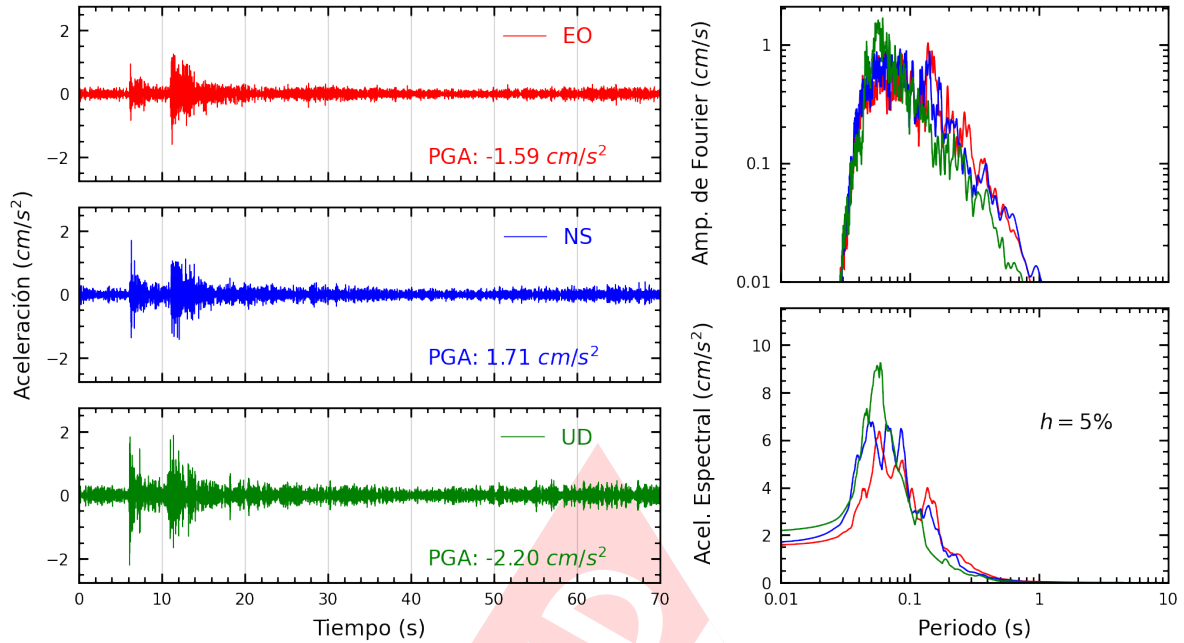 EO
PGA: -1.59 cm/s²
2
0
−2
NS
PGA: 1.71 cm/s²
2
0
−2
UD
PGA: -2.20 cm/s²
2
0
−2
Aceleración (cm/s²)
0 10 20 30 40 50 60 70
Tiempo (s)
Amp. de Fourier (cm/s)
1
0.1
0.01
Acel. Espectral (cm/s²)
10
8
6
4
2
0
h = 5%
0.01 0.1 1 10
Periodo (s)